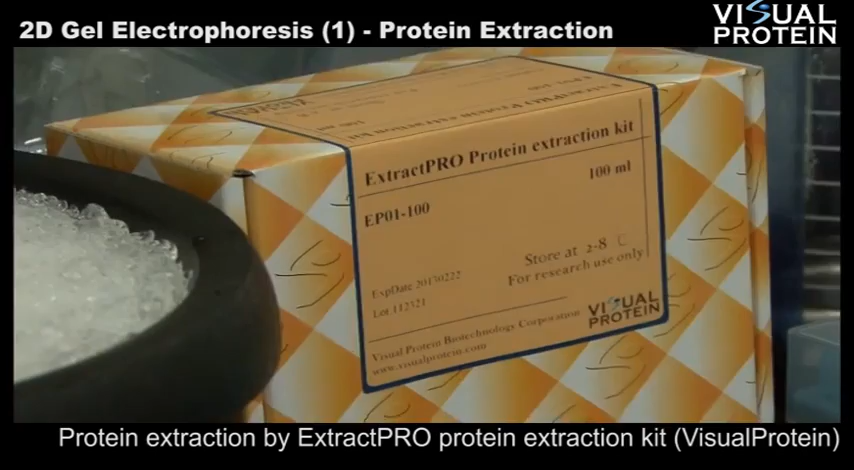 2D Gel Electrophoresis (1) - Protein Extraction
VISUAL
PROTEIN
ExtractPRO Protein extraction kit
100 ml
EP01-100
Store at 2-8 ℃
For research use only
ExpDate 20130222
Lot 112321
Visual Protein Biotechnology Corporation
www.visualprotein.com
VISUAL
PROTEIN
Protein extraction by ExtractPRO protein extraction kit (VisualProtein)